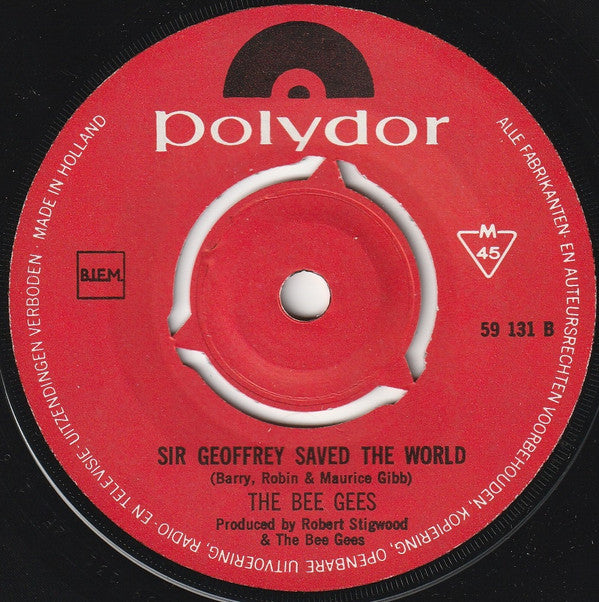 polydor
ALLE FABRIKANTEN- EN AUTEURSRECHTEN VOORBEHOUDEN, KOPIERING, OPENBARE UITVOERING, RADIO- EN TELEVISIE-UITZENDINGEN VERBODEN · MADE IN HOLLAND
B.I.E.M.
M
45
59 131 B
SIR GEOFFREY SAVED THE WORLD
(Barry, Robin & Maurice Gibb)
THE BEE GEES
Produced by Robert Stigwood
& The Bee Gees